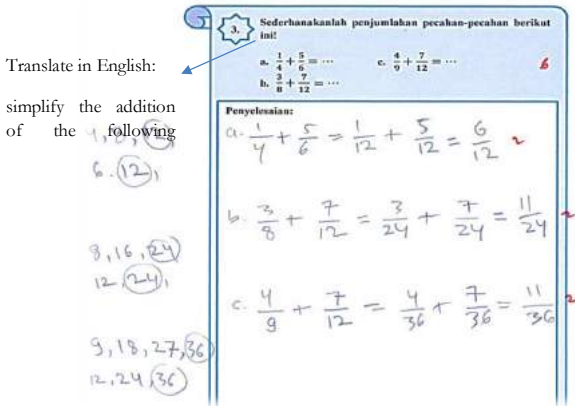 3. Sederhanakanlah penjumlahan pecahan-pecahan berikut
ini!
a. 1/4 + 5/6 = ... c. 4/9 + 7/12 = ... 6
b. 3/8 + 7/12 = ...
Translate in English:
simplify the addition
of the following
Penyelesaian:
a. 1/4 + 5/6 = 1/12 + 5/12 = 6/12 2
4, 8, 12
6. 12,
b. 3/8 + 7/12 = 3/24 + 7/24 = 11/24 2
8, 16, 24
12, 24,
c. 4/9 + 7/12 = 4/36 + 7/36 = 11/36 2
9, 18, 27, 36
12, 24, 36